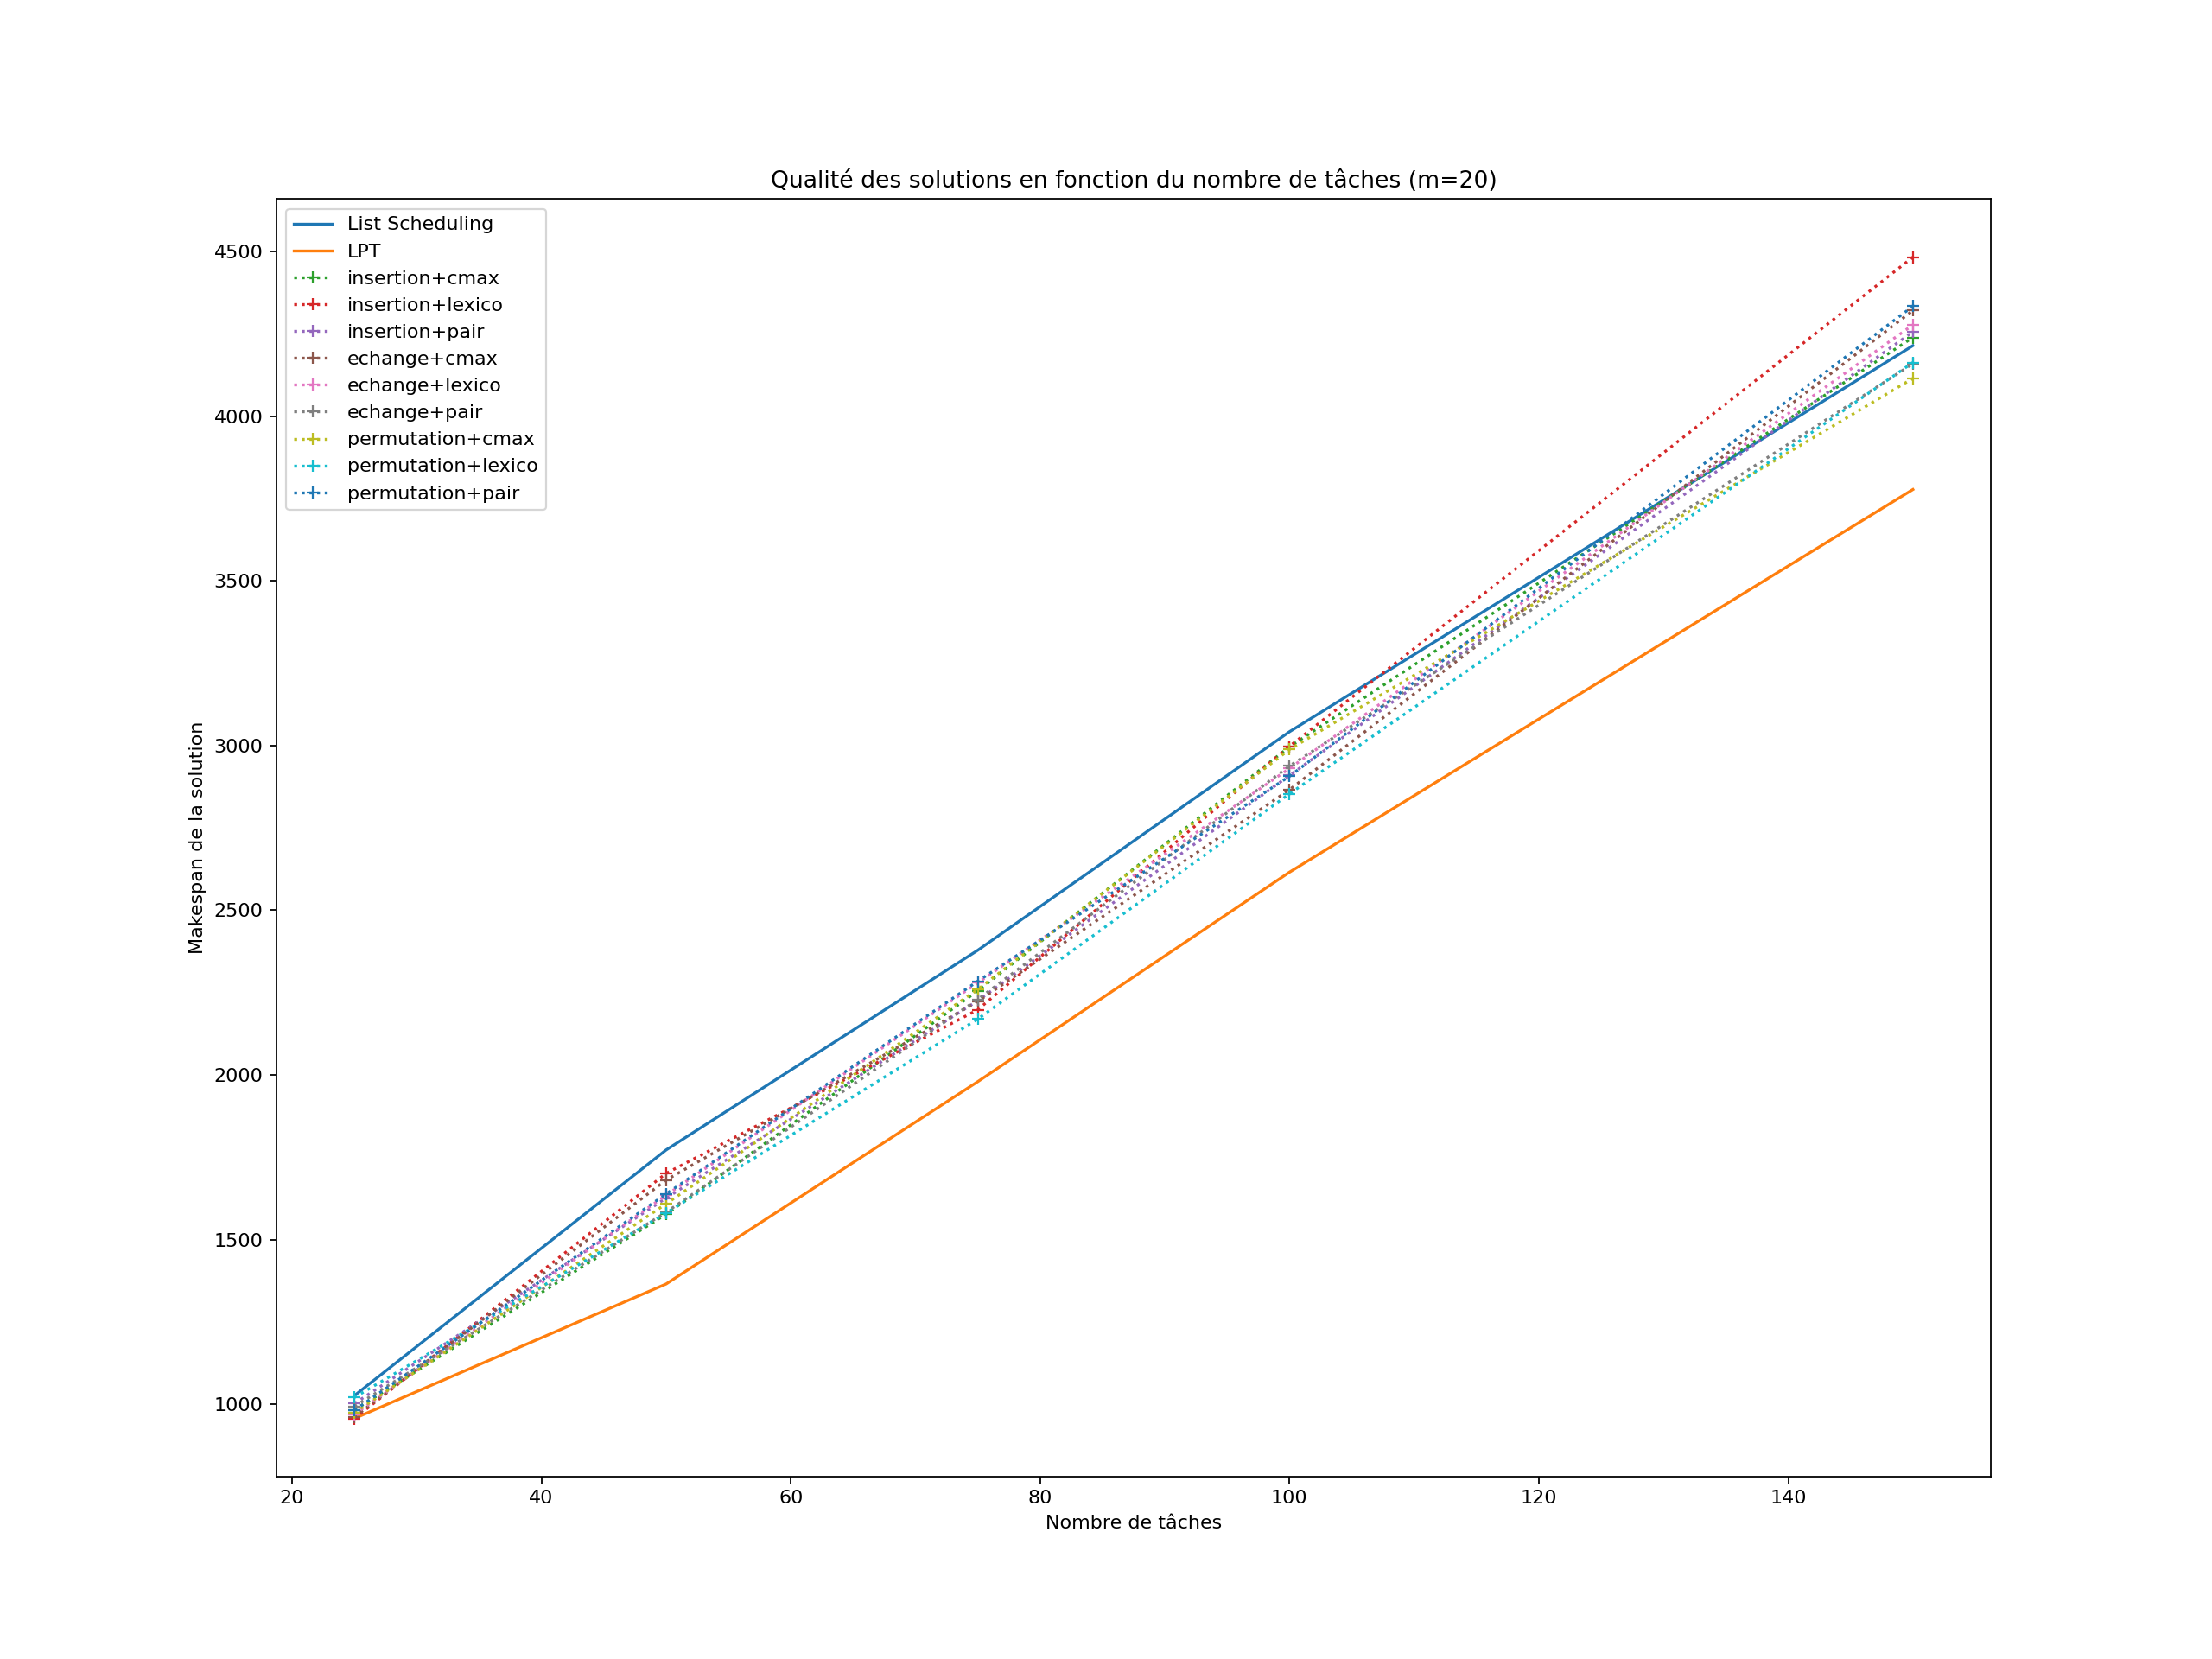 Qualité des solutions en fonction du nombre de tâches (m=20)
List Scheduling
LPT
insertion+cmax
insertion+lexico
insertion+pair
echange+cmax
echange+lexico
echange+pair
permutation+cmax
permutation+lexico
permutation+pair
4500
4000
3500
3000
2500
2000
1500
1000
Makespan de la solution
20 40 60 80 100 120 140
Nombre de tâches